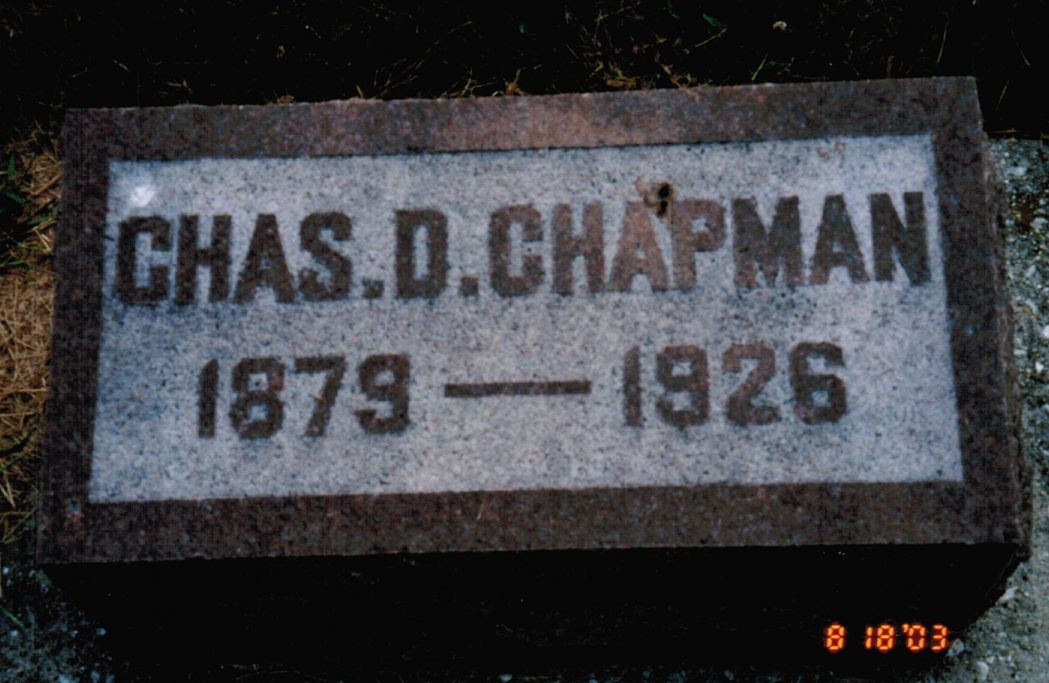 CHAS. D. CHAPMAN
1879 — 1926
8 18 '03